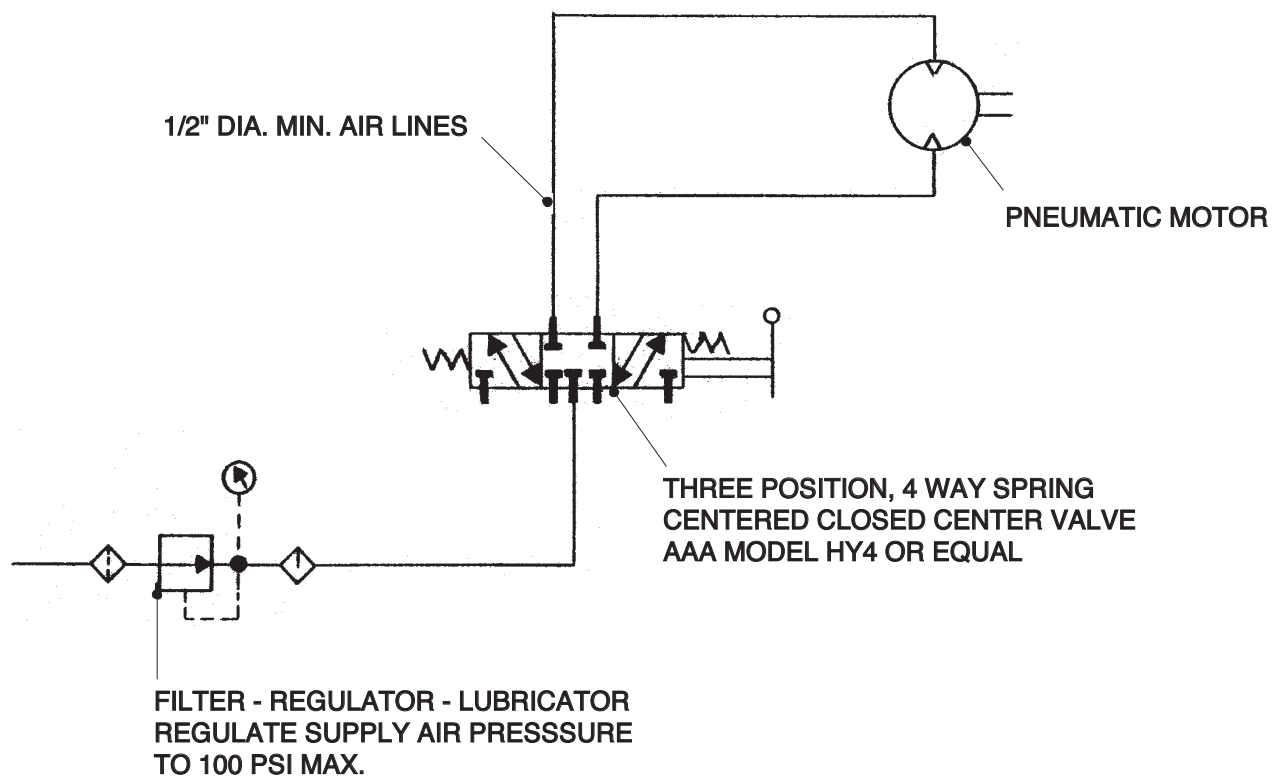 1/2" DIA. MIN. AIR LINES
PNEUMATIC MOTOR
THREE POSITION, 4 WAY SPRING
CENTERED CLOSED CENTER VALVE
AAA MODEL HY4 OR EQUAL
FILTER - REGULATOR - LUBRICATOR
REGULATE SUPPLY AIR PRESSSURE
TO 100 PSI MAX.